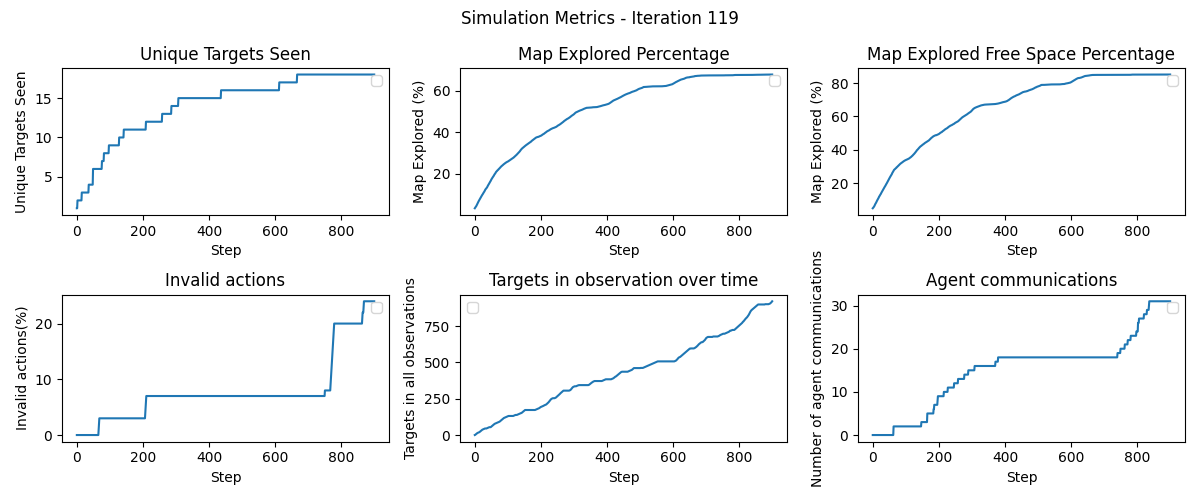 Simulation Metrics - Iteration 119
Unique Targets Seen
Unique Targets Seen
15
10
5
0 200 400 600 800
Step
Map Explored Percentage
Map Explored (%)
60
40
20
0 200 400 600 800
Step
Map Explored Free Space Percentage
Map Explored (%)
80
60
40
20
0 200 400 600 800
Step
Invalid actions
Invalid actions(%)
20
10
0
0 200 400 600 800
Step
Targets in observation over time
Targets in all observations
750
500
250
0
0 200 400 600 800
Step
Agent communications
Number of agent communications
30
20
10
0
0 200 400 600 800
Step